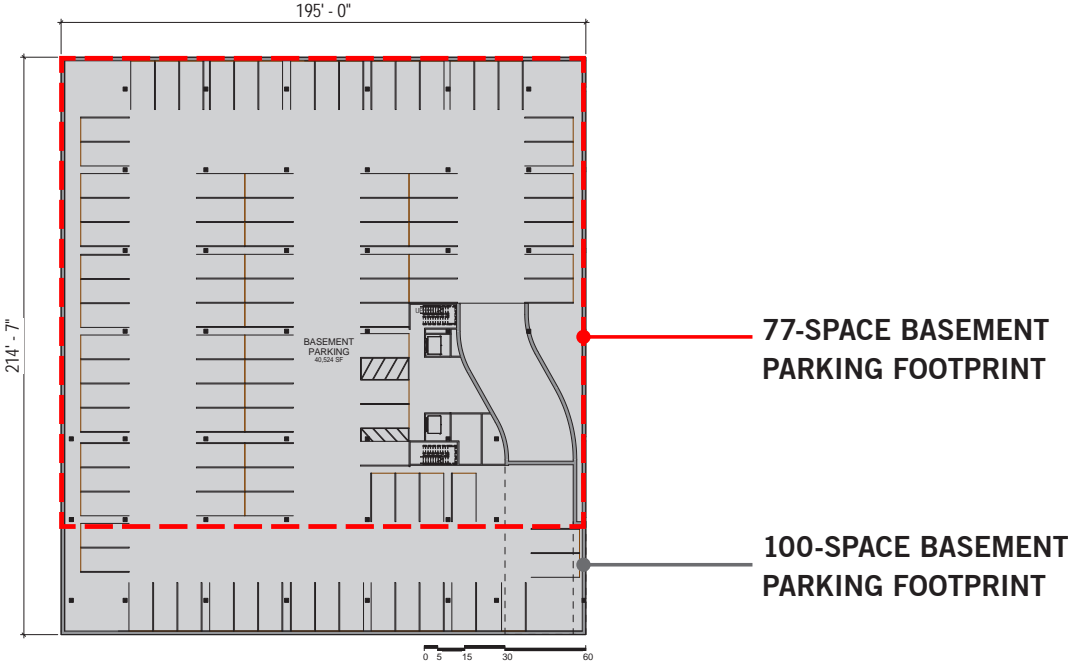 195' - 0"
214' - 7"
BASEMENT
PARKING
40,524 SF
77-SPACE BASEMENT
PARKING FOOTPRINT
100-SPACE BASEMENT
PARKING FOOTPRINT
0 5 15 30 60